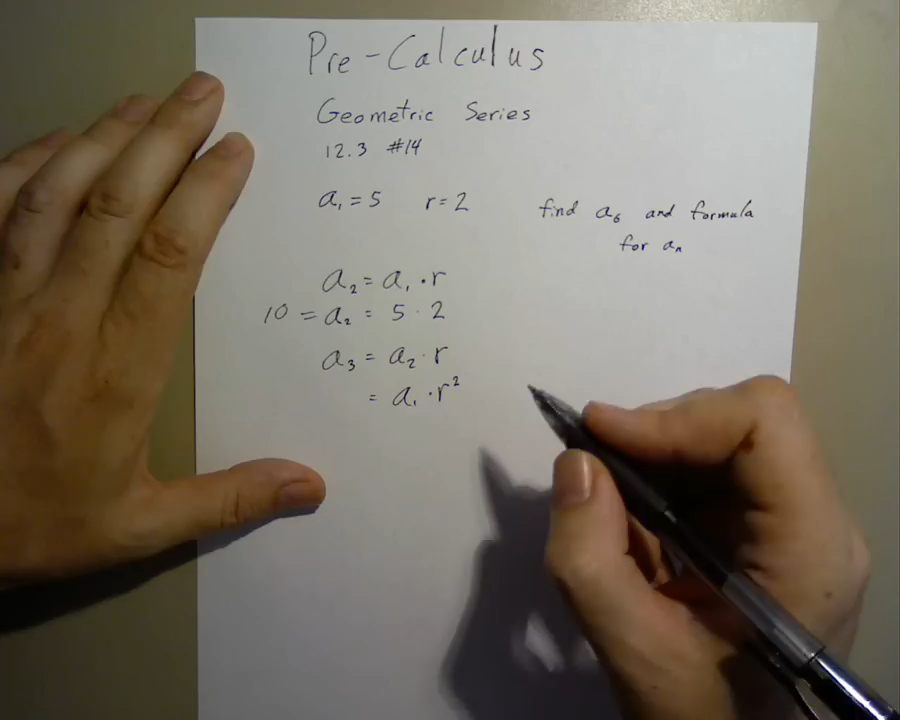 Pre-Calculus
Geometric Series
12.3 #14
a₁ = 5 r = 2 find a₆ and formula
for aₙ
a₂ = a₁ · r
10 = a₂ = 5 · 2
a₃ = a₂ · r
= a₁ · r²